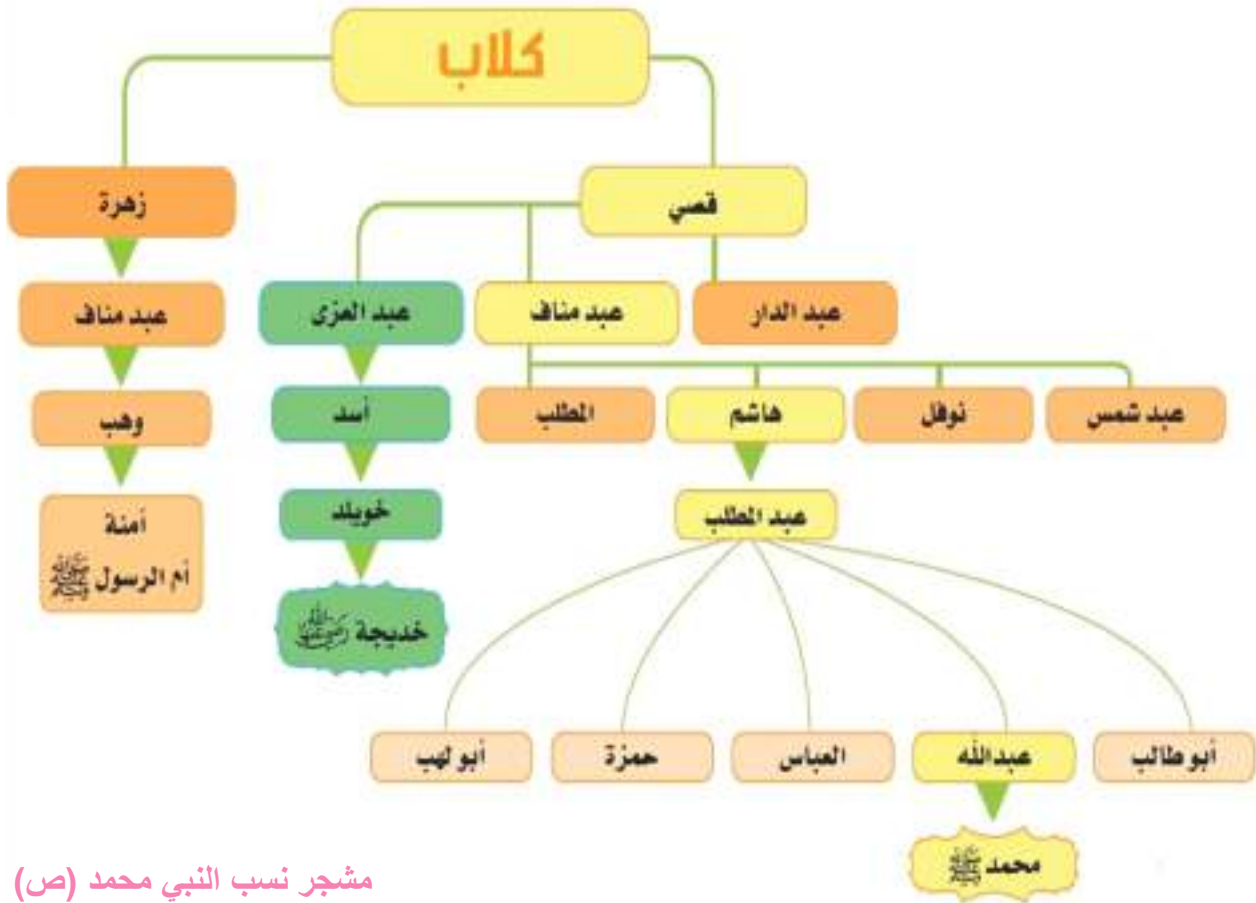 كلاب
قصي
زهرة
عبد الدار
عبد مناف
عبد العزى
عبد مناف
عبد شمس
نوفل
هاشم
المطلب
أسد
وهب
عبد المطلب
خويلد
أمنة
أم الرسول ﷺ
خديجة رضي الله عنها
أبو طالب
عبدالله
العباس
حمزة
أبو لهب
محمد ﷺ
مشجر نسب النبي محمد (ص)